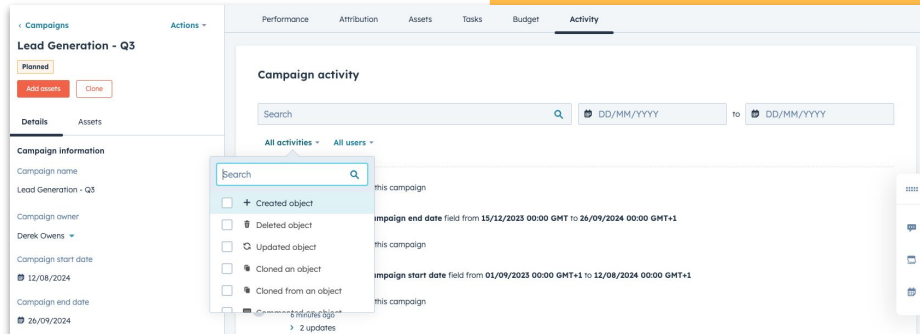 Campaigns
Actions
Lead Generation - Q3
Planned
Add assets
Clone
Details
Assets
Campaign information
Campaign name
Lead Generation - Q3
Campaign owner
Derek Owens
Campaign start date
12/08/2024
Campaign end date
26/09/2024
Performance
Attribution
Assets
Tasks
Budget
Activity
Campaign activity
Search
DD/MM/YYYY
to
DD/MM/YYYY
All activities
All users
Search
Created object
Deleted object
Updated object
Cloned an object
Cloned from an object
Commented on object
this campaign
campaign end date field from 15/12/2023 00:00 GMT to 26/09/2024 00:00 GMT+1
this campaign
campaign start date field from 01/09/2023 00:00 GMT+1 to 12/08/2024 00:00 GMT+1
this campaign
6 minutes ago
2 updates